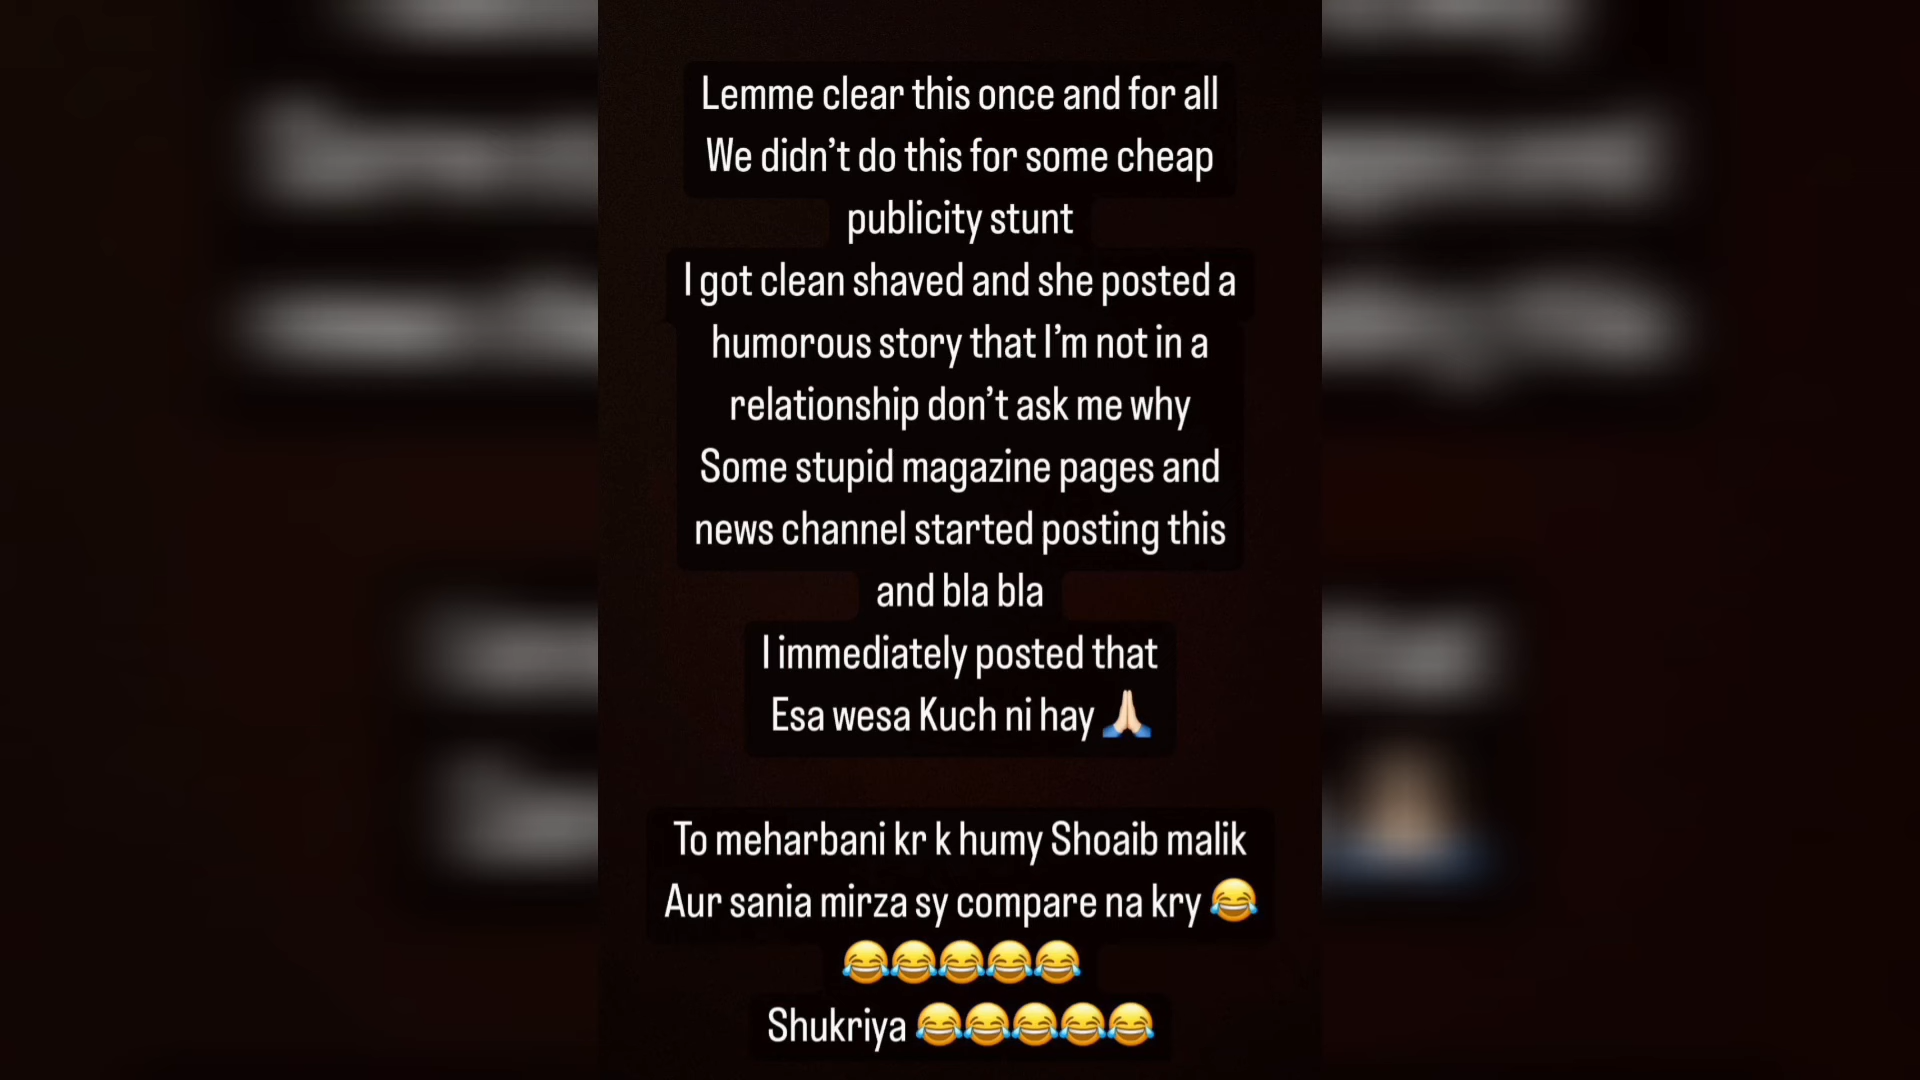 Lemme clear this once and for all
We didn’t do this for some cheap
publicity stunt
I got clean shaved and she posted a
humorous story that I’m not in a
relationship don’t ask me why
Some stupid magazine pages and
news channel started posting this
and bla bla
I immediately posted that
Esa wesa Kuch ni hay 🙏🏻
To meharbani kr k humy Shoaib malik
Aur sania mirza sy compare na kry 😂
😂😂😂😂😂
Shukriya 😂😂😂😂😂